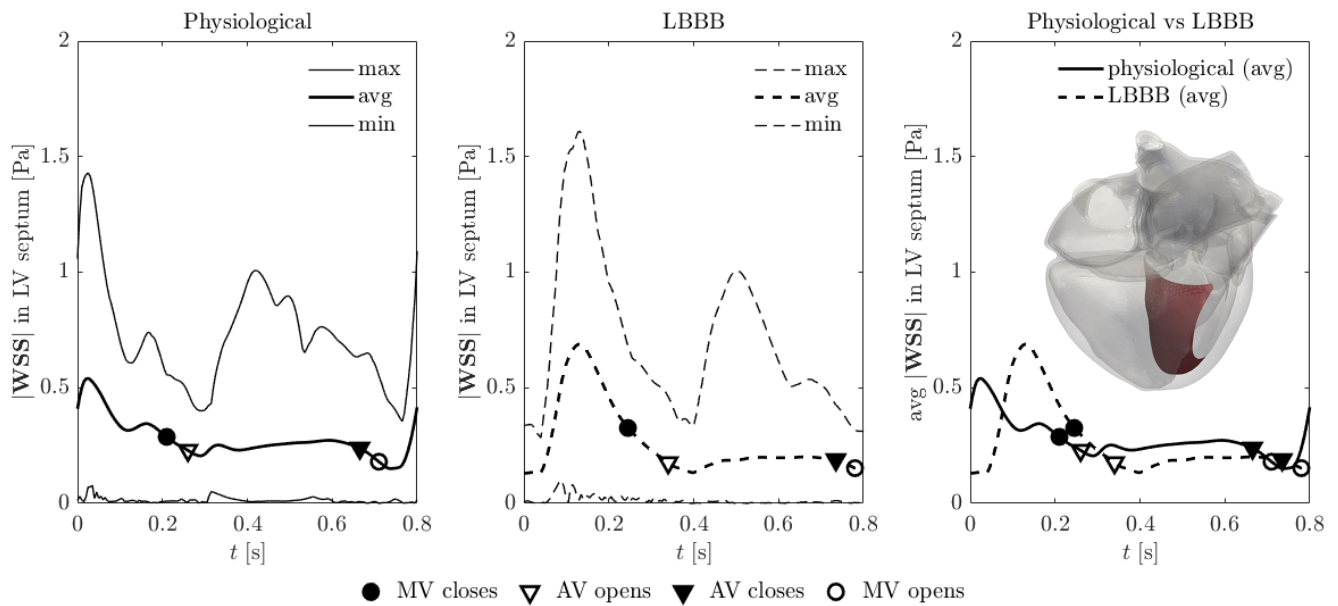 Physiological
LBBB
Physiological vs LBBB
|WSS| in LV septum [Pa]
2
1.5
1
0.5
0
max
avg
min
0
0.2
0.4
0.6
0.8
t [s]
|WSS| in LV septum [Pa]
2
1.5
1
0.5
0
max
avg
min
0
0.2
0.4
0.6
0.8
t [s]
avg |WSS| in LV septum [Pa]
2
1.5
1
0.5
0
physiological (avg)
LBBB (avg)
0
0.2
0.4
0.6
0.8
t [s]
MV closes
AV opens
AV closes
MV opens